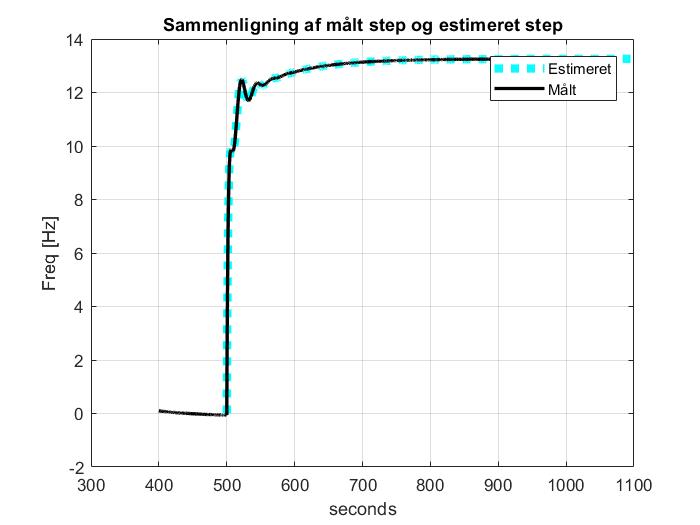 Sammenligning af målt step og estimeret step
14
12
10
8
6
4
2
0
-2
Freq [Hz]
Estimeret
Målt
300 400 500 600 700 800 900 1000 1100
seconds